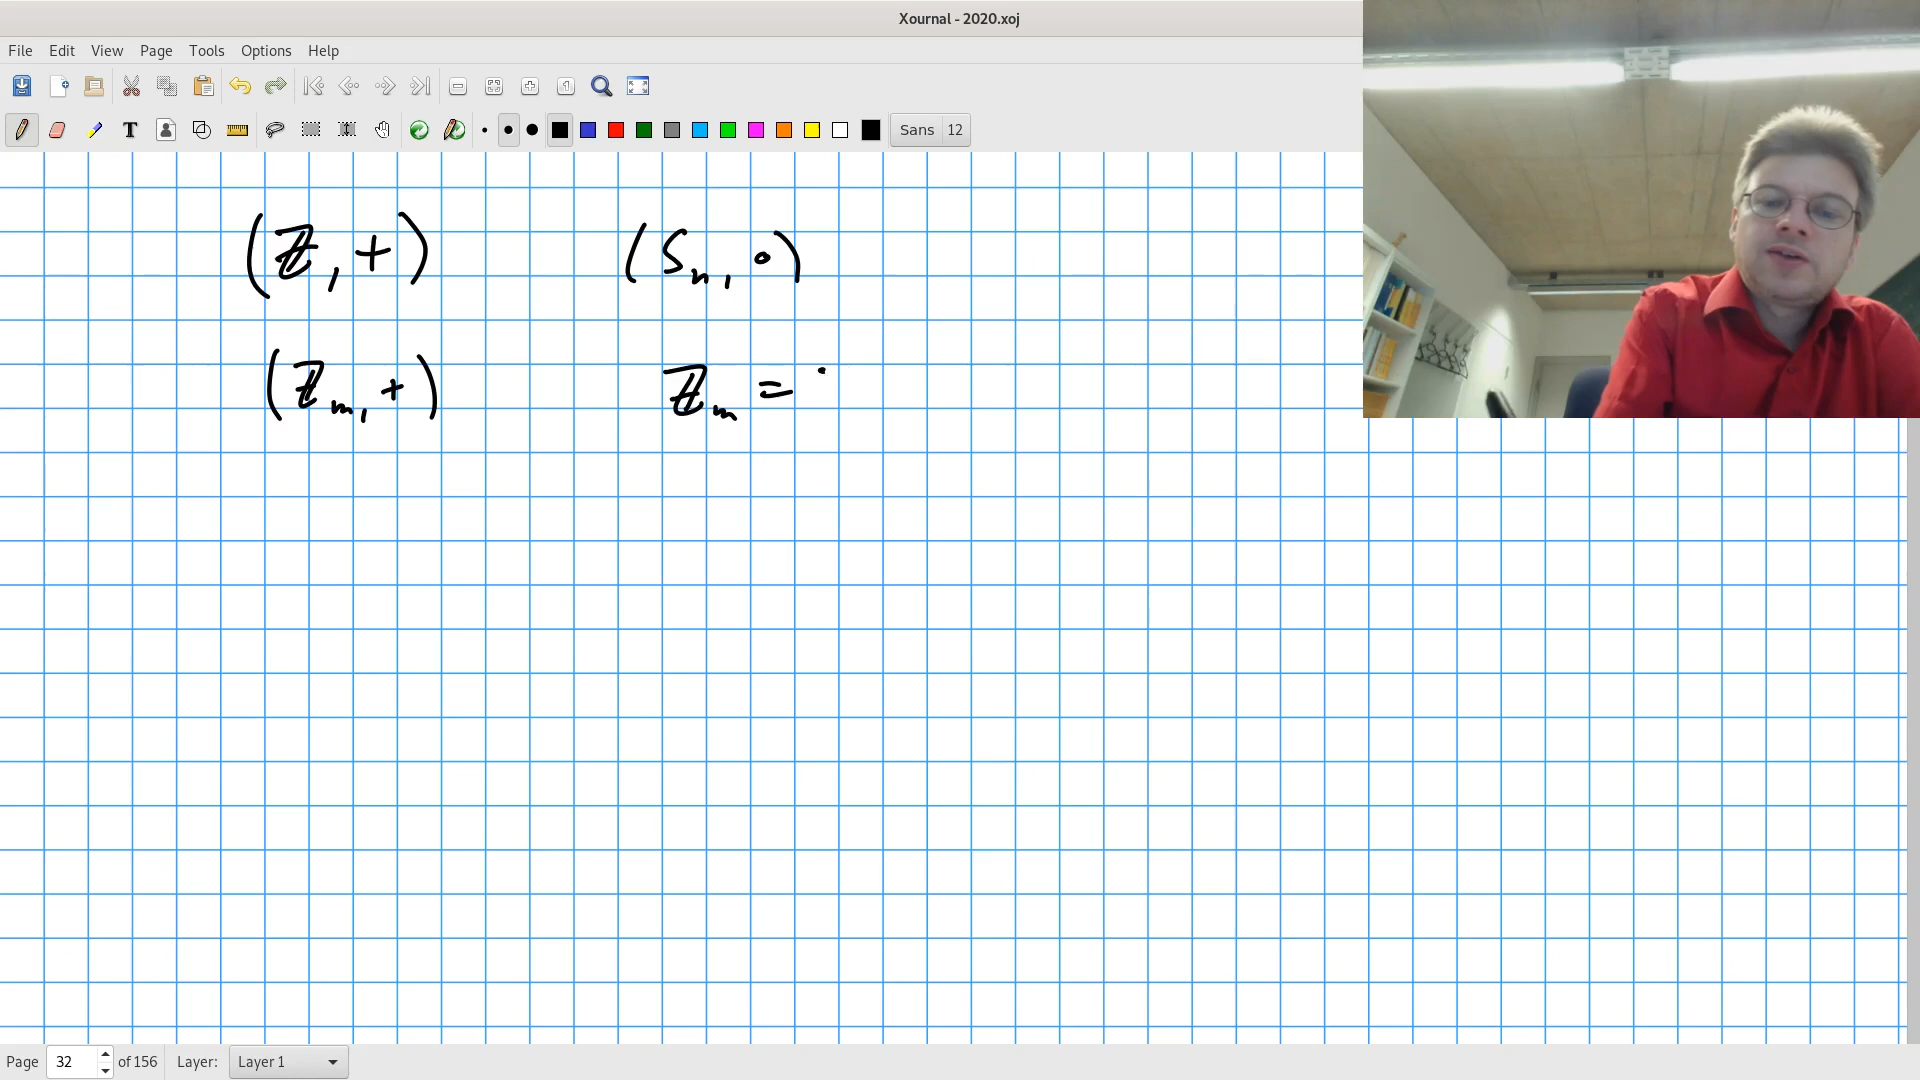 Xournal - 2020.xoj
File Edit View Page Tools Options Help
T Sans 12
(ℤ, +) (Sₙ, ∘)
(ℤₘ, +) ℤₘ =
Page 32 of 156 Layer: Layer 1